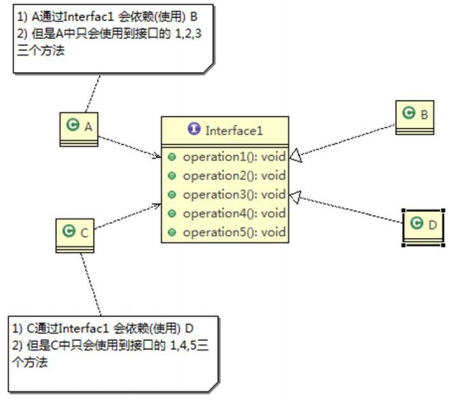 1) A通过Interfac1 会依赖(使用) B
2) 但是A中只会使用到接口的 1,2,3
三个方法
C A
I Interface1
operation1(): void
operation2(): void
operation3(): void
operation4(): void
operation5(): void
C B
C C
C D
1) C通过Interfac1 会依赖(使用) D
2) 但是C中只会使用到接口的 1,4,5三
个方法